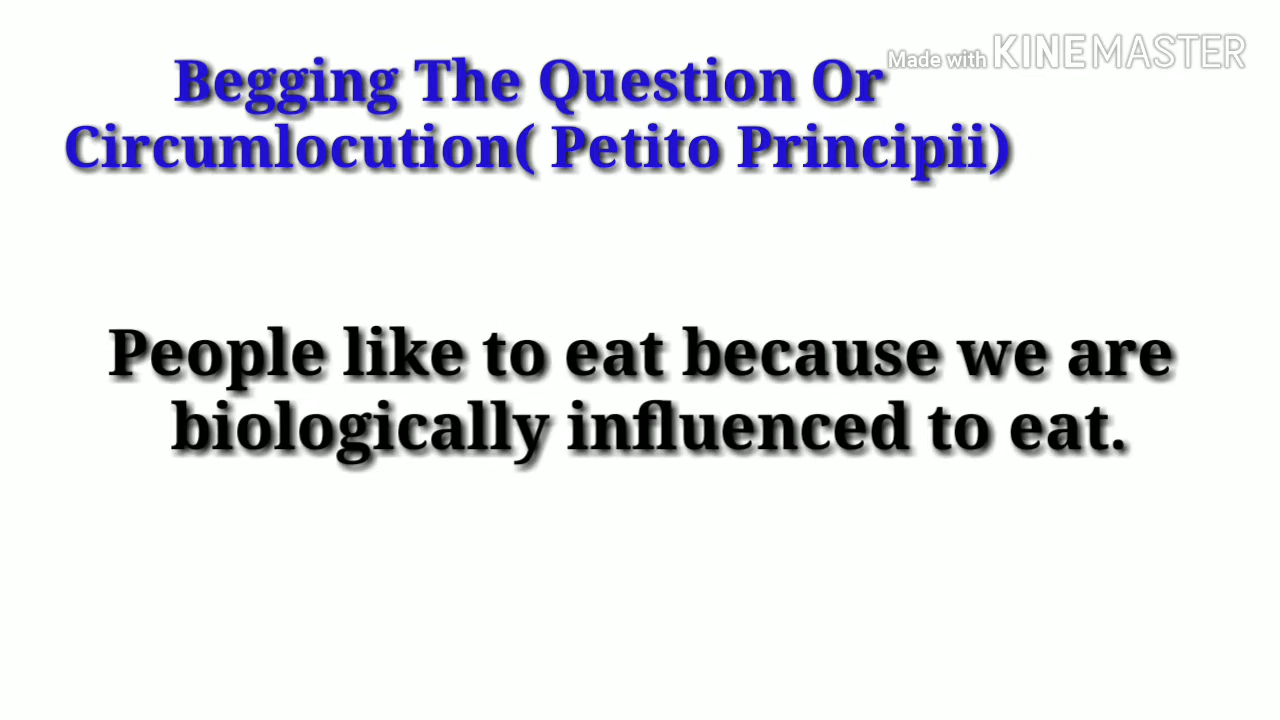 Made with KINEMASTER
Begging The Question Or
Circumlocution( Petito Principii)
People like to eat because we are
biologically influenced to eat.